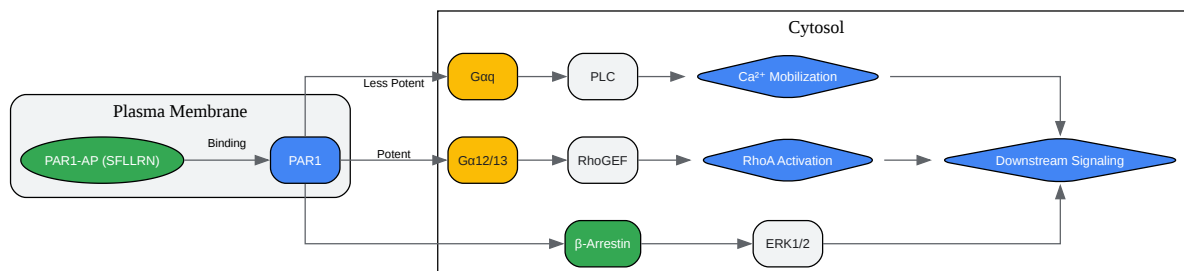 Cytosol
Less Potent
Gαq
PLC
Ca²⁺ Mobilization
Plasma Membrane
PAR1-AP (SFLLRN)
Binding
PAR1
Potent
Gα12/13
RhoGEF
RhoA Activation
Downstream Signaling
β-Arrestin
ERK1/2